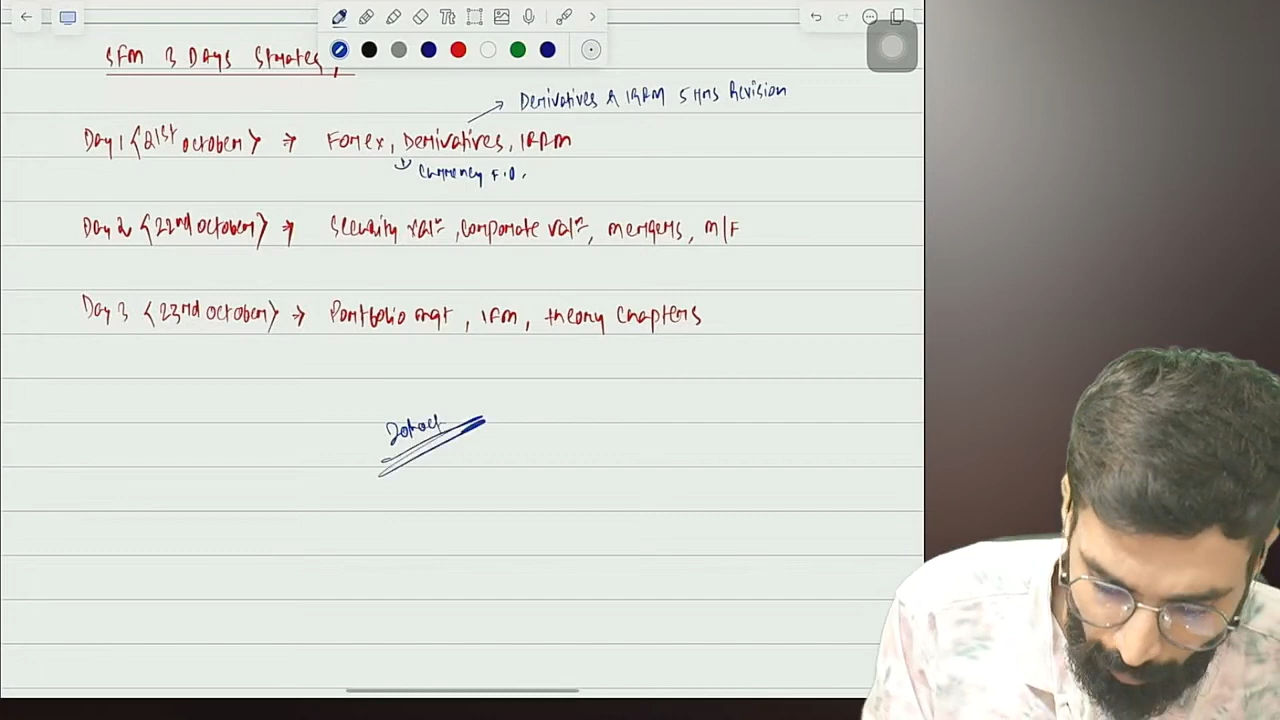 SFM 3 DAYS Strategy
Derivatives & IRRM 5 Hrs Revision
Day 1 {21st october} → Forex, Derivatives, IRRM
Currency F.O.
Day 2 {22nd october} → Security valn, corporate valn, mergers, M/F
Day 3 {23rd october} → Portfolio mgt, IFM, theory chapters
Tt